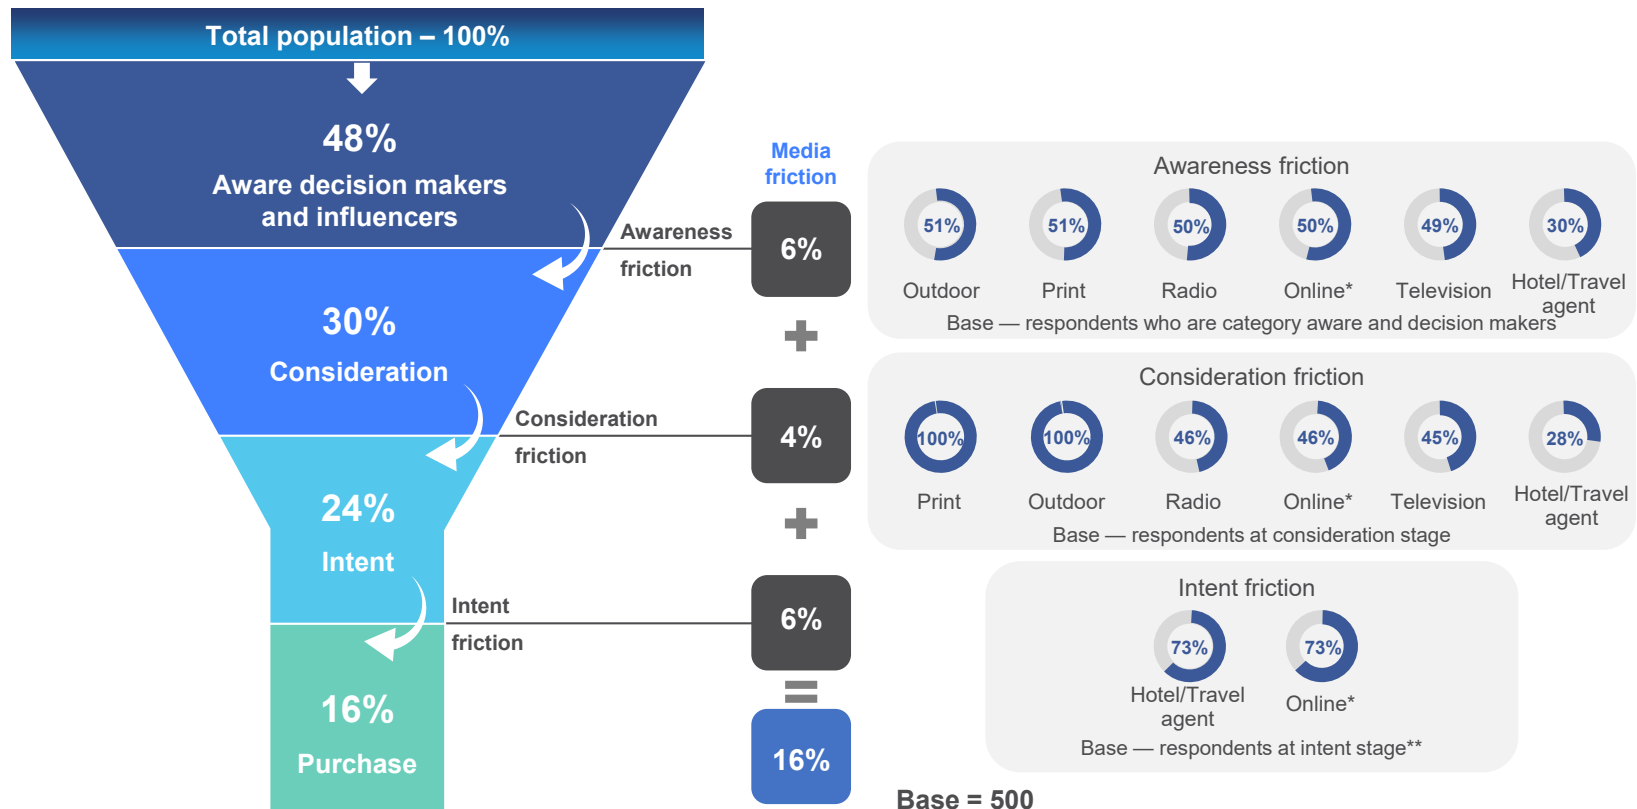 Total population – 100%
48%
Aware decision makers
and influencers
30%
Consideration
24%
Intent
16%
Purchase
Awareness
friction
Consideration
friction
Intent
friction
Media
friction
6%
4%
6%
16%
Awareness friction
51% 51% 50% 50% 49% 30%
Outdoor Print Radio Online* Television Hotel/Travel
agent
Base — respondents who are category aware and decision makers
Consideration friction
100% 100% 46% 46% 45% 28%
Print Outdoor Radio Online* Television Hotel/Travel
agent
Base — respondents at consideration stage
Intent friction
73% 73%
Hotel/Travel
agent
Online*
Base — respondents at intent stage**
Base = 500